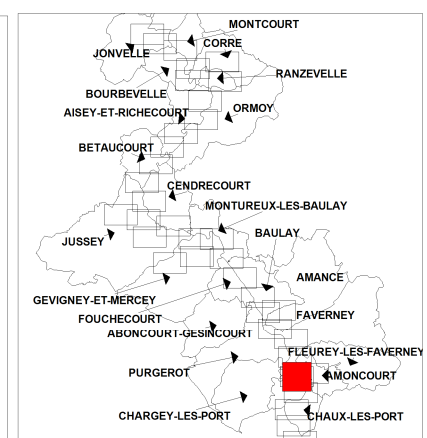 MONTCOURT
CORRE
JONVELLE
RANZEVELLE
BOURBEVELLE
ORMOY
AISEY-ET-RICHECOURT
BETAUCOURT
CENDRECOURT
MONTUREUX-LES-BAULAY
BAULAY
JUSSEY
AMANCE
GEVIGNEY-ET-MERCEY
FAVERNEY
FOUCHECOURT
ABONCOURT-GESINCOURT
FLEUREY-LES-FAVERNEY
PURGEROT
AMONCOURT
CHARGEY-LES-PORT
CHAUX-LES-PORT